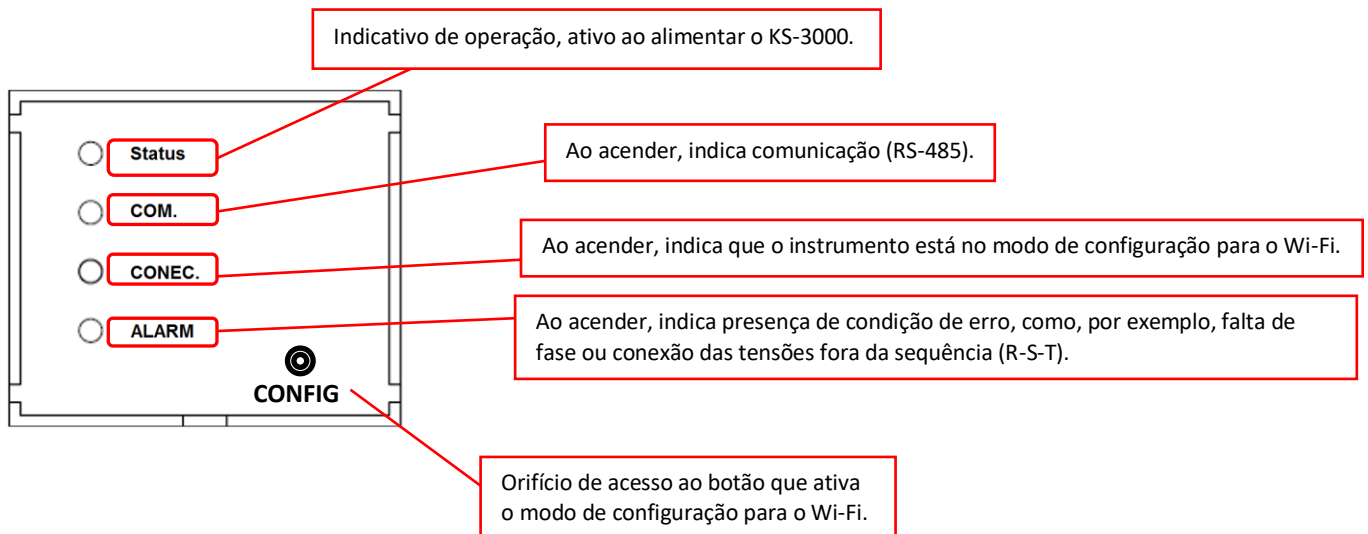 Indicativo de operação, ativo ao alimentar o KS-3000.
Status
Ao acender, indica comunicação (RS-485).
COM.
Ao acender, indica que o instrumento está no modo de configuração para o Wi-Fi.
CONEC.
Ao acender, indica presença de condição de erro, como, por exemplo, falta de
fase ou conexão das tensões fora da sequência (R-S-T).
ALARM
CONFIG
Orifício de acesso ao botão que ativa
o modo de configuração para o Wi-Fi.